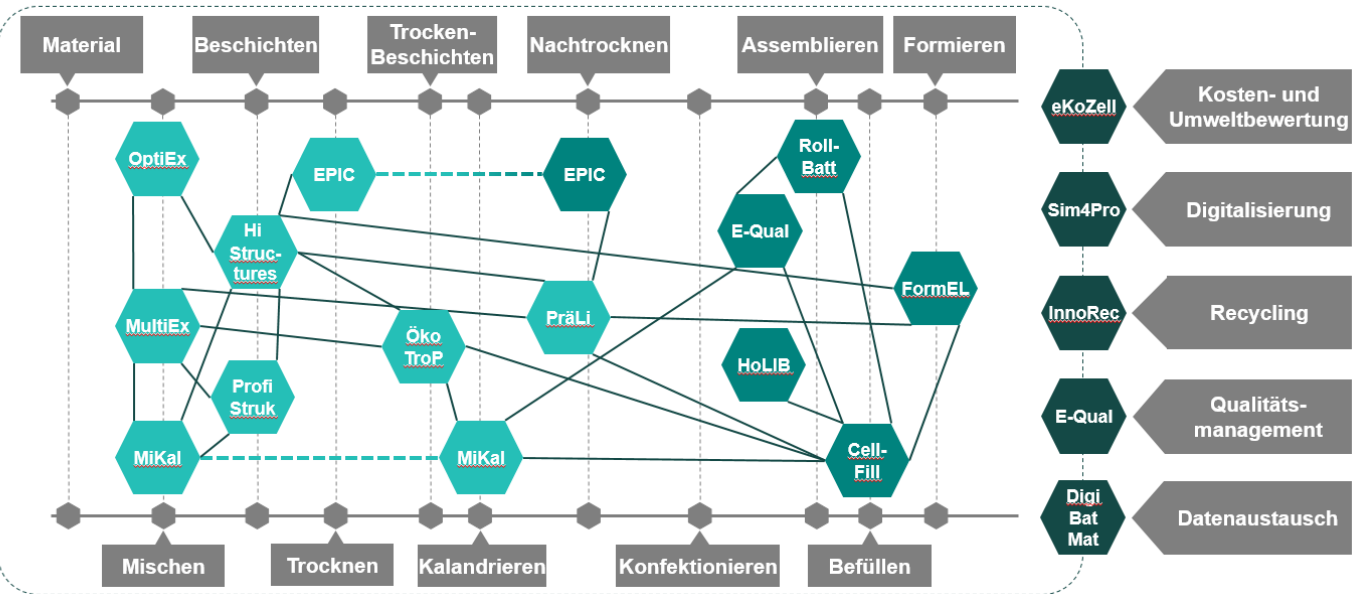 Material
Beschichten
Trocken-
Beschichten
Nachtrocknen
Assemblieren
Formieren
OptiEx
EPIC
EPIC
Roll-
Batt
Hi
Struc-
tures
E-Qual
FormEL
MultiEx
Öko
TroP
PräLi
HoLIB
Profi
Struk
MiKal
MiKal
Cell-
Fill
Mischen
Trocknen
Kalandrieren
Konfektionieren
Befüllen
eKoZell
Kosten- und
Umweltbewertung
Sim4Pro
Digitalisierung
InnoRec
Recycling
E-Qual
Qualitäts-
management
Digi
Bat
Mat
Datenaustausch